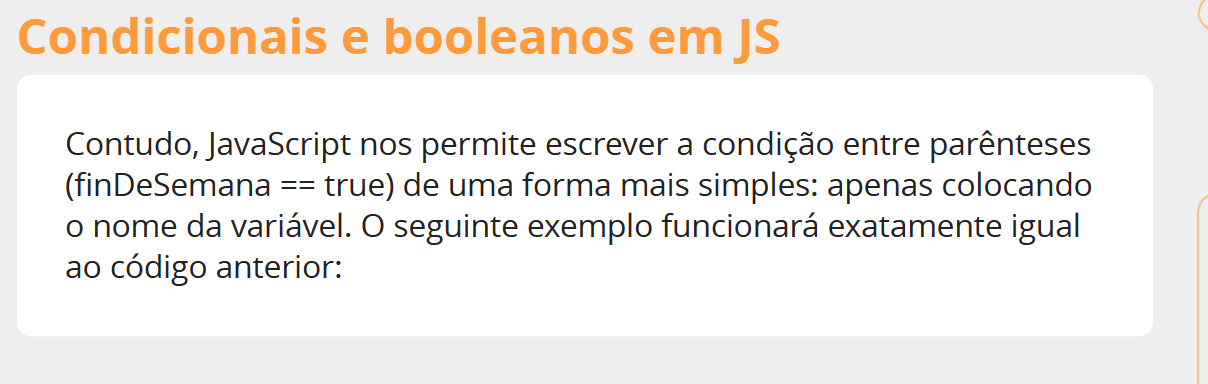 Condicionais e booleanos em JS
Contudo, JavaScript nos permite escrever a condição entre parênteses
(finDeSemana == true) de uma forma mais simples: apenas colocando
o nome da variável. O seguinte exemplo funcionará exatamente igual
ao código anterior: